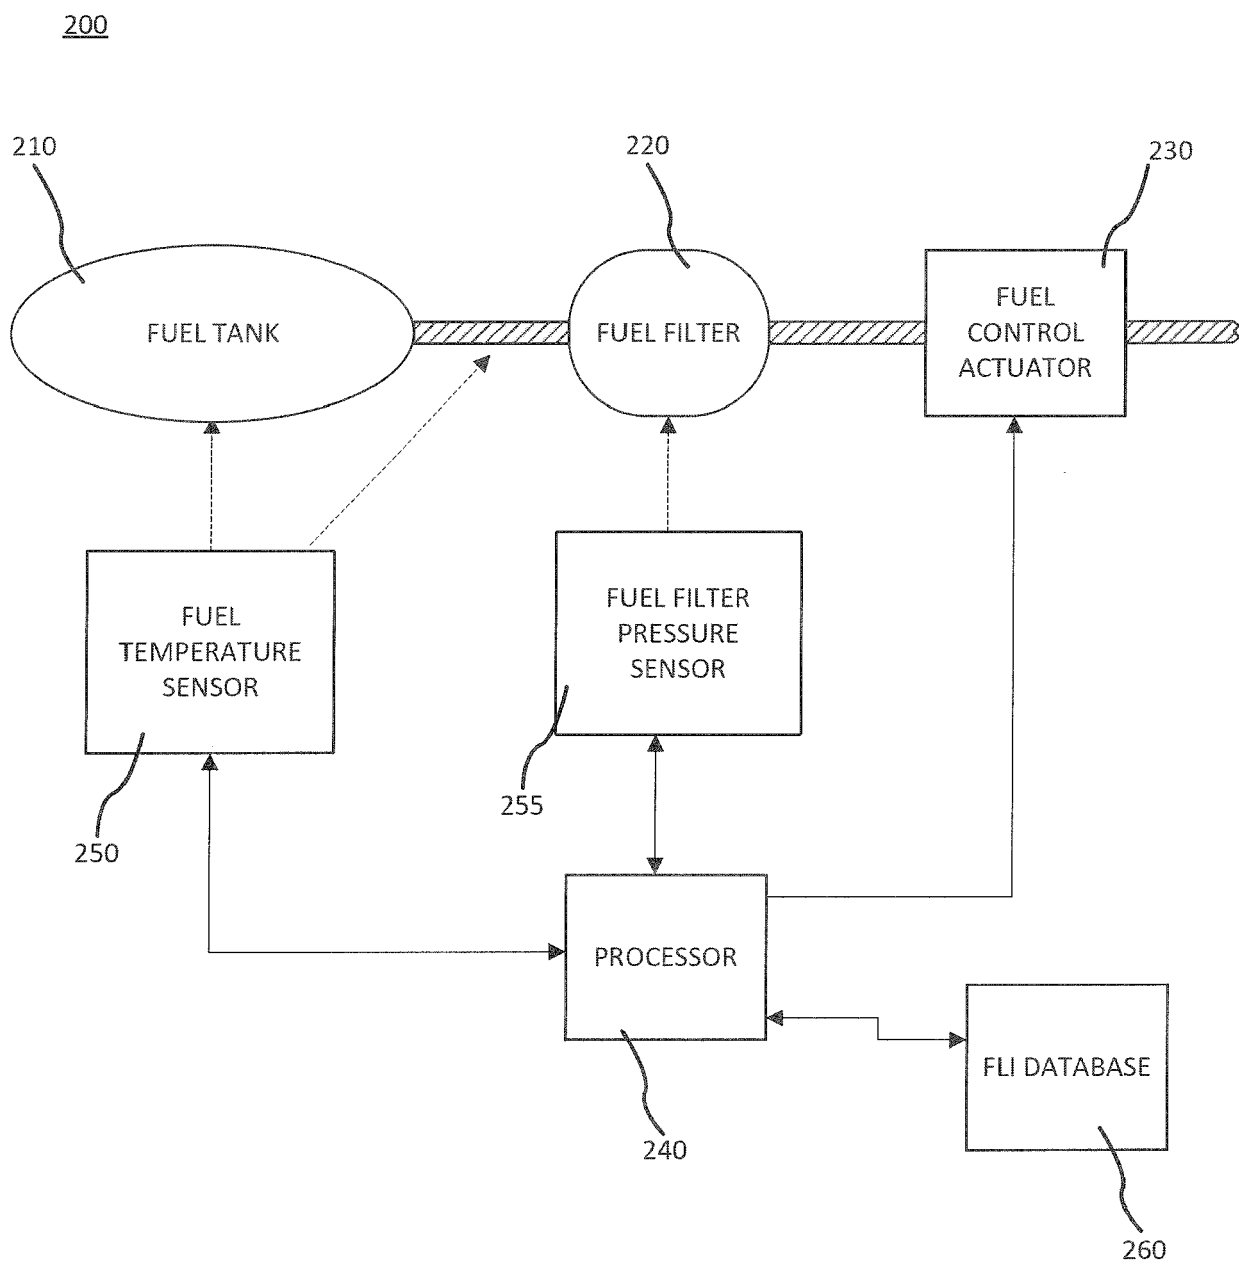 200
210
220
230
FUEL TANK
FUEL FILTER
FUEL
CONTROL
ACTUATOR
FUEL
TEMPERATURE
SENSOR
FUEL FILTER
PRESSURE
SENSOR
250
255
PROCESSOR
FLI DATABASE
240
260